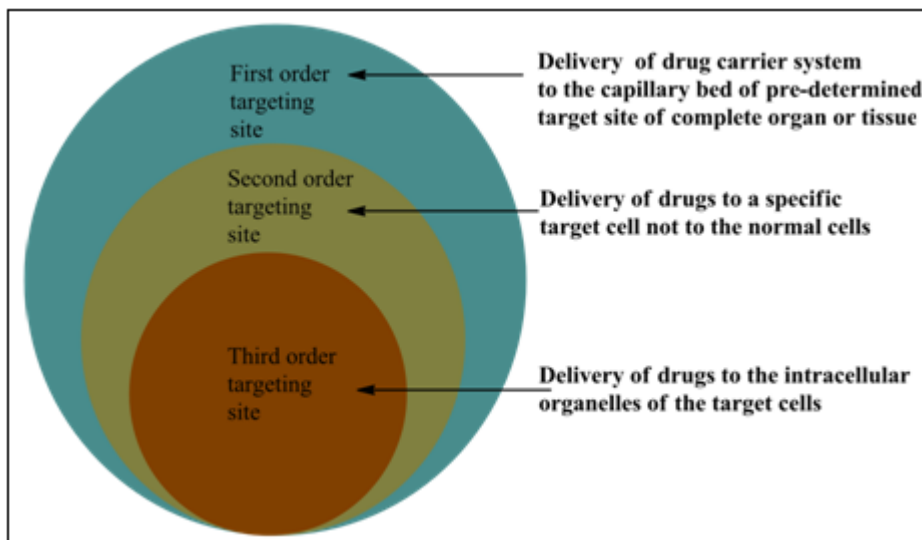 First order
targeting
site
Delivery of drug carrier system
to the capillary bed of pre-determined
target site of complete organ or tissue
Second order
targeting
site
Delivery of drugs to a specific
target cell not to the normal cells
Third order
targeting
site
Delivery of drugs to the intracellular
organelles of the target cells